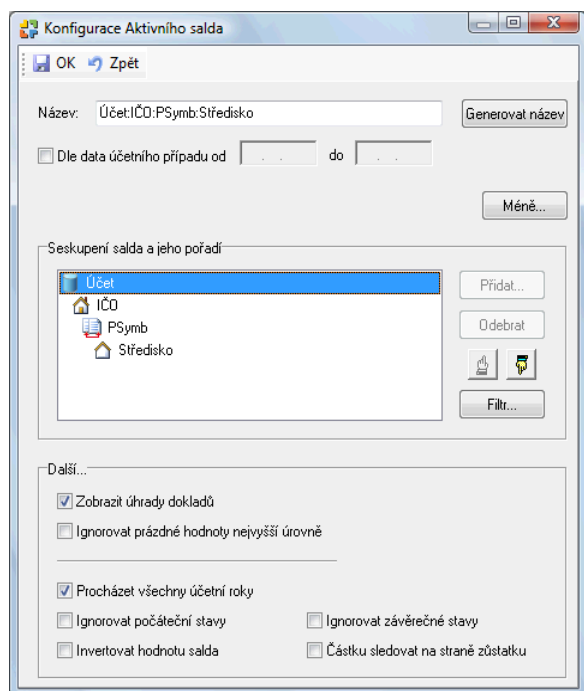 Konfigurace Aktivního salda
OK Zpět
Název: Účet:IČO:PSymb:Středisko Generovat název
Dle data účetního případu od . . do . .
Méně...
Seskupení salda a jeho pořadí
Účet Přidat...
IČO
PSymb Odebrat
Středisko
Filtr...
Další...
Zobrazit úhrady dokladů
Ignorovat prázdné hodnoty nejvyšší úrovně
Procházet všechny účetní roky
Ignorovat počáteční stavy Ignorovat závěrečné stavy
Invertovat hodnotu salda Částku sledovat na straně zůstatku